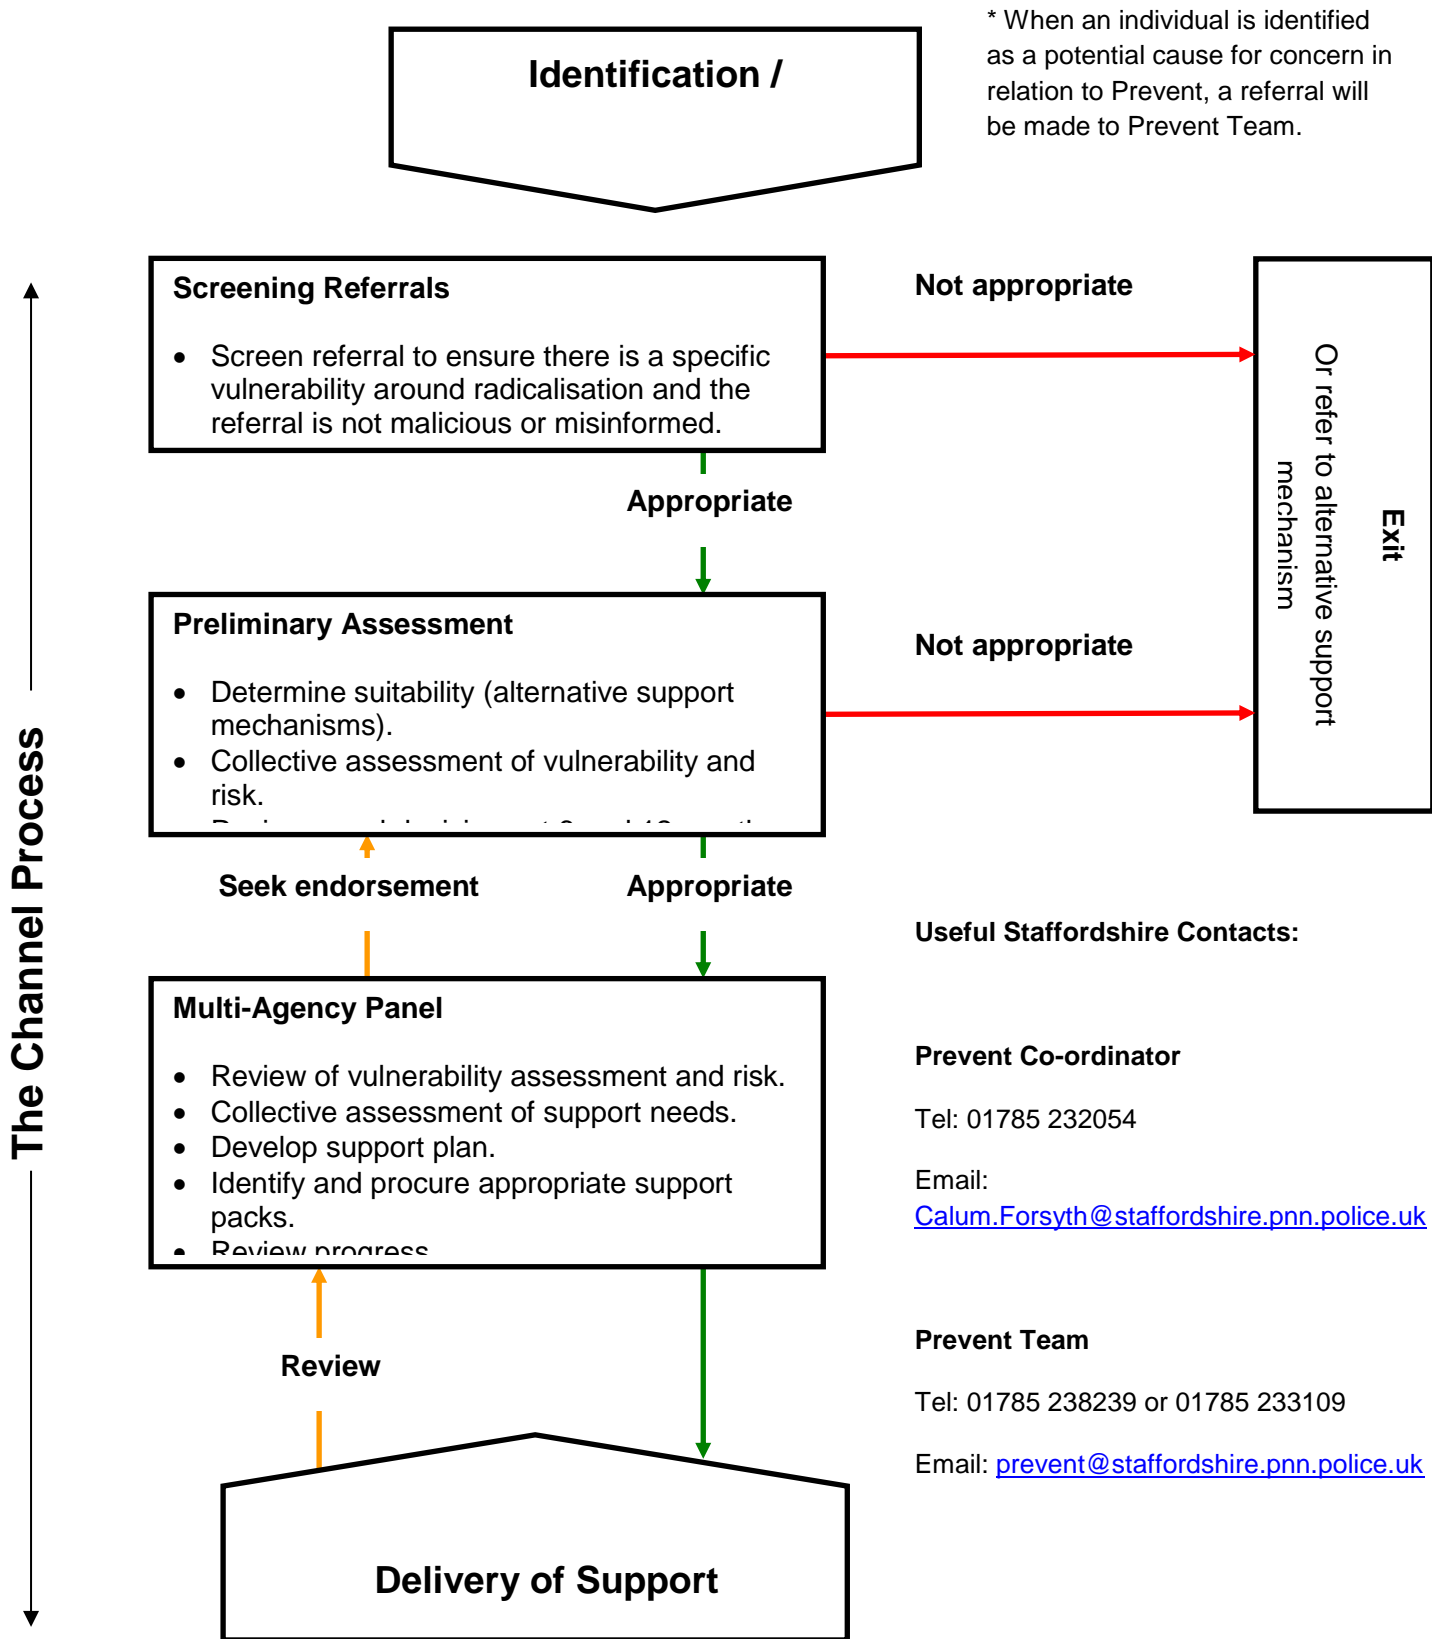 Identification /
* When an individual is identified
as a potential cause for concern in
relation to Prevent, a referral will
be made to Prevent Team.
The Channel Process
Screening Referrals
• Screen referral to ensure there is a specific
vulnerability around radicalisation and the
referral is not malicious or misinformed.
Not appropriate
Exit
Or refer to alternative support
mechanism
Appropriate
Preliminary Assessment
• Determine suitability (alternative support
mechanisms).
• Collective assessment of vulnerability and
risk.
Not appropriate
Seek endorsement
Appropriate
Multi-Agency Panel
• Review of vulnerability assessment and risk.
• Collective assessment of support needs.
• Develop support plan.
• Identify and procure appropriate support
packs.
• Review progress
Review
Delivery of Support
Useful Staffordshire Contacts:
Prevent Co-ordinator
Tel: 01785 232054
Email:
Calum.Forsyth@staffordshire.pnn.police.uk
Prevent Team
Tel: 01785 238239 or 01785 233109
Email: prevent@staffordshire.pnn.police.uk